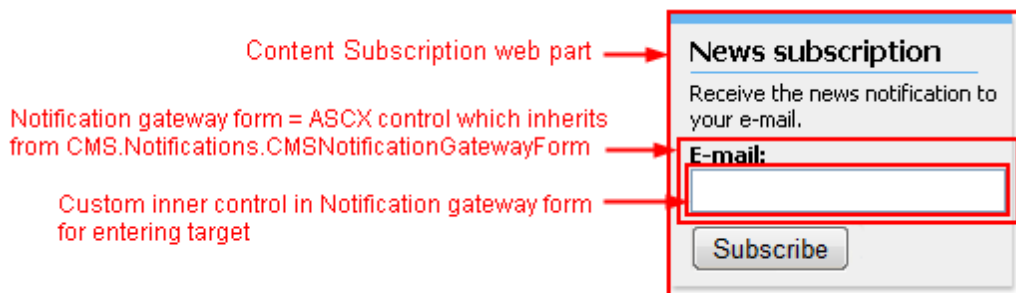 Content Subscription web part
Notification gateway form = ASCX control which inherits
from CMS.Notifications.CMSNotificationGatewayForm
Custom inner control in Notification gateway form
for entering target
News subscription
Receive the news notification to
your e-mail.
E-mail:
Subscribe